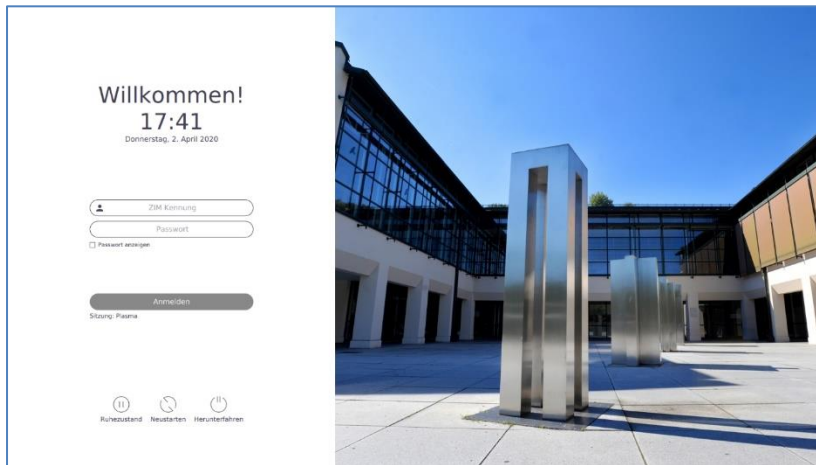 Willkommen!
17:41
Donnerstag, 2. April 2020
ZIM-Kennung
Passwort
Passwort anzeigen
Anmelden
Sitzung: Plasma
Ruhezustand Neustarten Herunterfahren